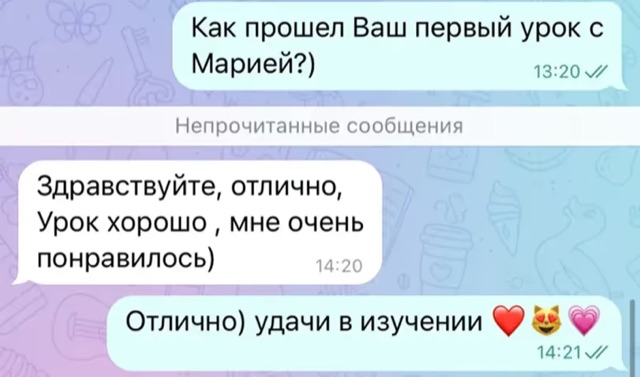 Как прошел Ваш первый урок с
Марией?)
13:20
Непрочитанные сообщения
Здравствуйте, отлично,
Урок хорошо , мне очень
понравилось)
14:20
Отлично) удачи в изучении ❤️😻💗
14:21